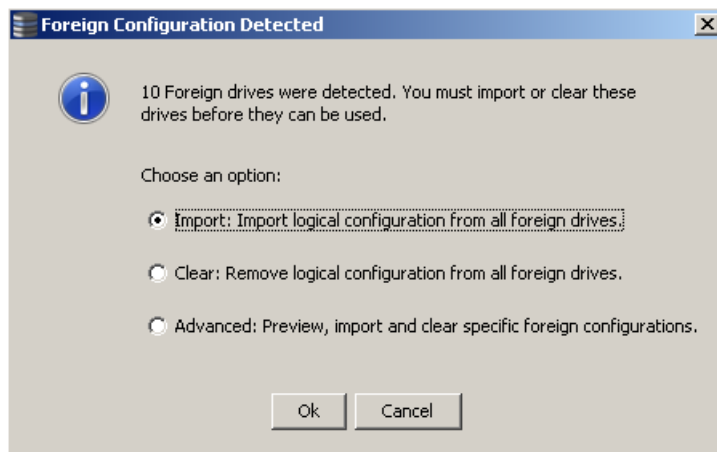 Foreign Configuration Detected
10 Foreign drives were detected. You must import or clear these
drives before they can be used.
Choose an option:
Import: Import logical configuration from all foreign drives.
Clear: Remove logical configuration from all foreign drives.
Advanced: Preview, import and clear specific foreign configurations.
Ok
Cancel